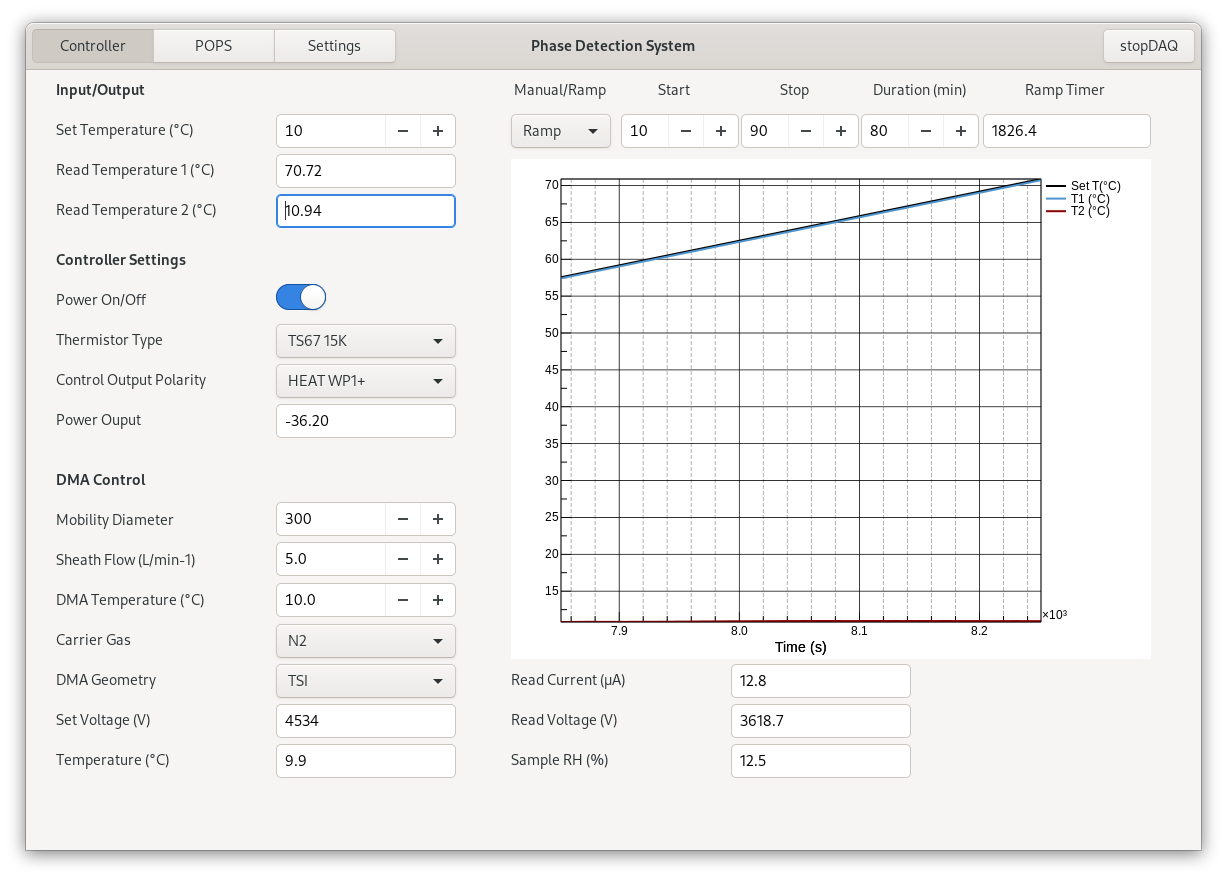 Controller POPS Settings Phase Detection System stopDAQ
Input/Output
Set Temperature (°C) 10 − +
Read Temperature 1 (°C) 70.72
Read Temperature 2 (°C) 10.94
Controller Settings
Power On/Off
Thermistor Type TS67 15K
Control Output Polarity HEAT WP1+
Power Ouput -36.20
DMA Control
Mobility Diameter 300 − +
Sheath Flow (L/min-1) 5.0 − +
DMA Temperature (°C) 10.0 − +
Carrier Gas N2
DMA Geometry TSI
Set Voltage (V) 4534
Temperature (°C) 9.9
Manual/Ramp Start Stop Duration (min) Ramp Timer
Ramp 10 − + 90 − + 80 − + 1826.4
70
65
60
55
50
45
40
35
30
25
20
15
Set T(°C)
T1 (°C)
T2 (°C)
×10³
7.9 8.0 8.1 8.2
Time (s)
Read Current (µA) 12.8
Read Voltage (V) 3618.7
Sample RH (%) 12.5